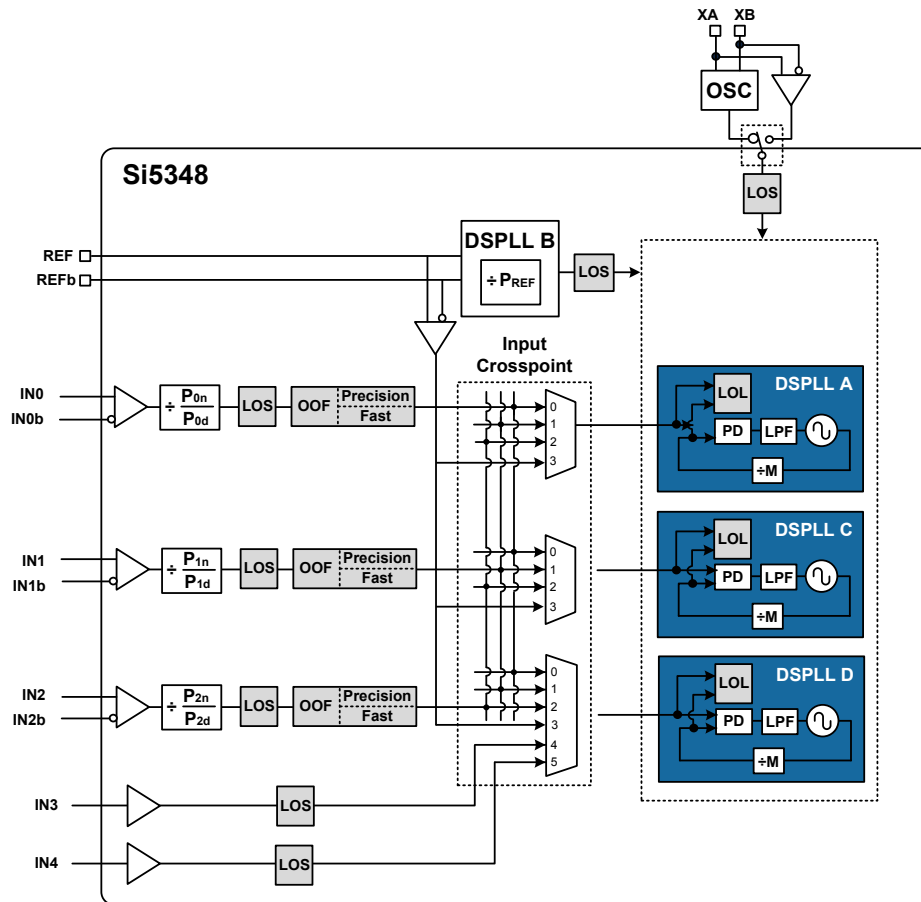 XA XB
OSC
Si5348
LOS
REF
REFb
DSPLL B
÷ PREF
LOS
Input
Crosspoint
IN0
IN0b
÷ P0n
P0d
LOS
OOF
Precision
Fast
0
1
2
3
DSPLL A
LOL
PD
LPF
÷M
IN1
IN1b
÷ P1n
P1d
LOS
OOF
Precision
Fast
0
1
2
3
DSPLL C
LOL
PD
LPF
÷M
IN2
IN2b
÷ P2n
P2d
LOS
OOF
Precision
Fast
0
1
2
3
4
5
DSPLL D
LOL
PD
LPF
÷M
IN3
LOS
IN4
LOS